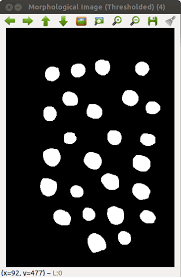 Morphological Image (Thresholded) (4)
(x=92, y=477) ~ L:0